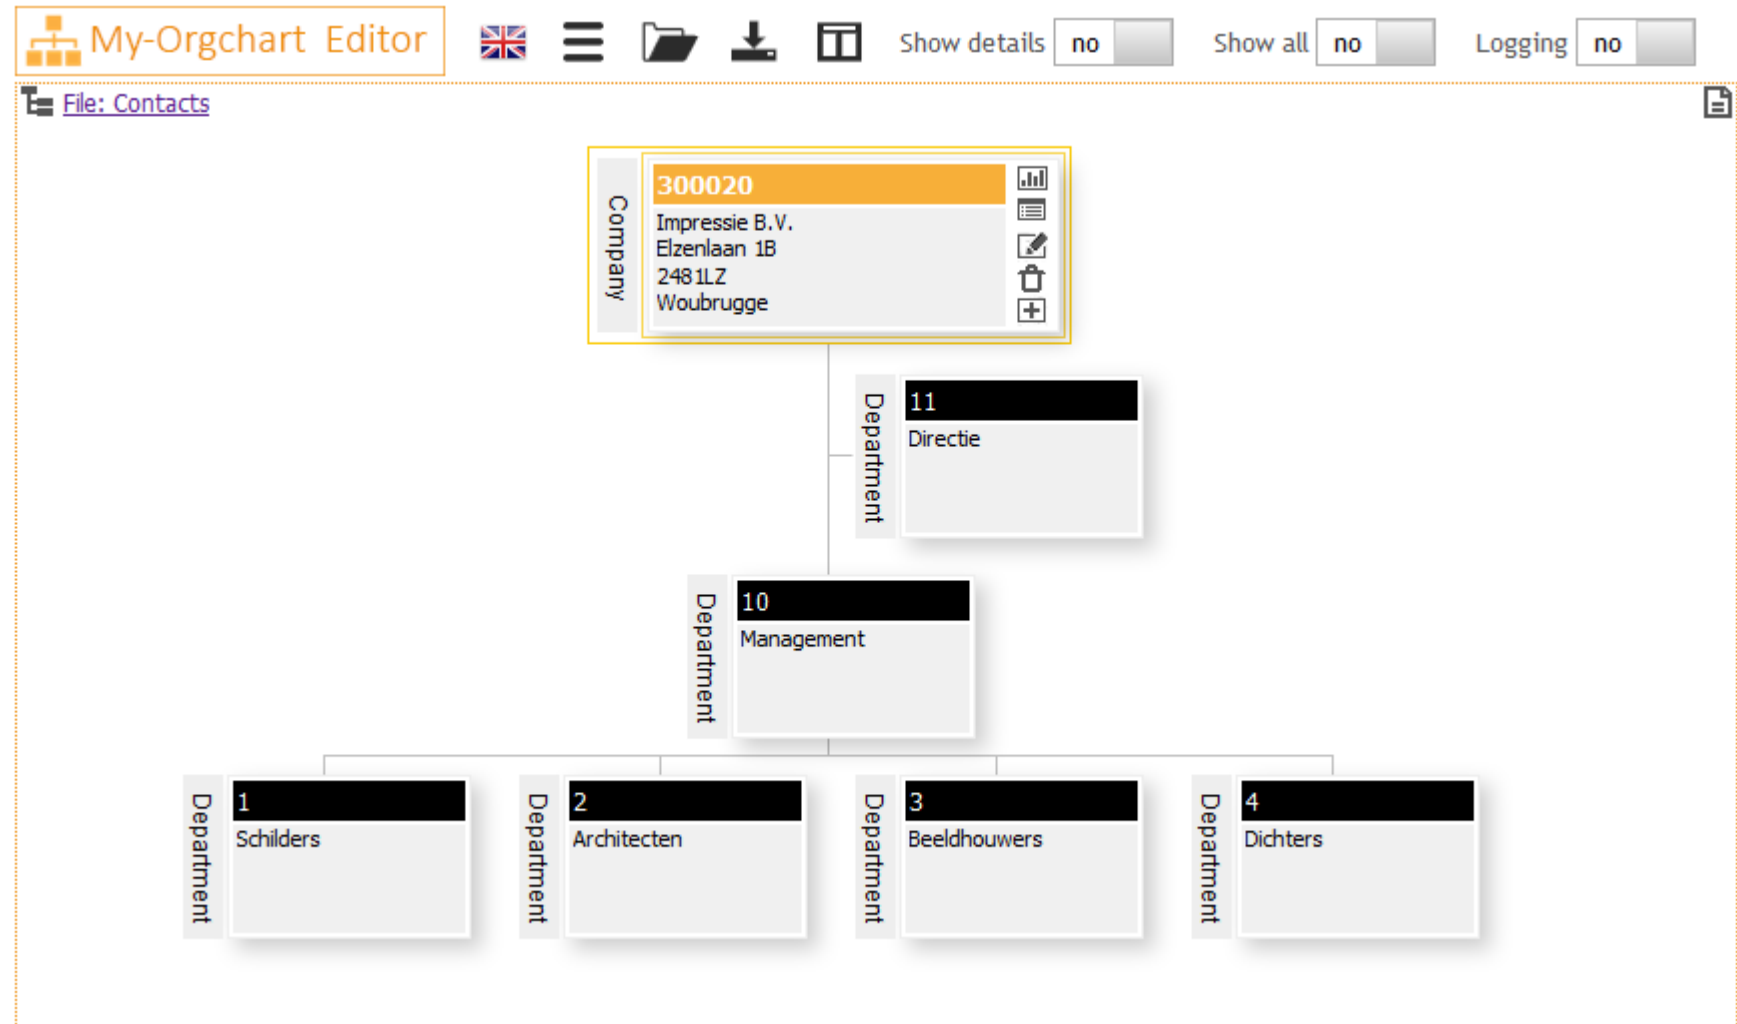 My-Orgchart Editor
Show details no
Show all no
Logging no
File: Contacts
Company
300020
Impressie B.V.
Elzenlaan 1B
2481LZ
Woubrugge
Department
11
Directie
Department
10
Management
Department
1
Schilders
Department
2
Architecten
Department
3
Beeldhouwers
Department
4
Dichters